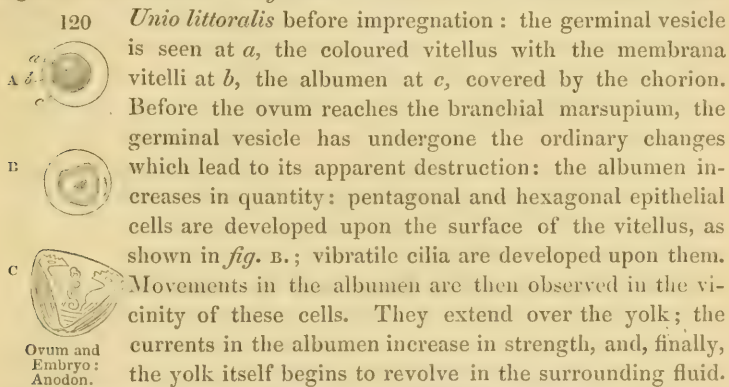 120
Unio littoralis before impregnation : the germinal vesicle
is seen at a, the coloured vitellus with the membrana
vitelli at b, the albumen at c, covered by the chorion.
Before the ovum reaches the branchial marsupium, the
germinal vesicle has undergone the ordinary changes
which lead to its apparent destruction: the albumen in-
creases in quantity: pentagonal and hexagonal epithelial
cells are developed upon the surface of the vitellus, as
shown in fig. B.; vibratile cilia are developed upon them.
Movements in the albumen are then observed in the vi-
cinity of these cells. They extend over the yolk; the
currents in the albumen increase in strength, and, finally,
the yolk itself begins to revolve in the surrounding fluid.
a
A b
c
B
C
Ovum and
Embryo :
Anodon.